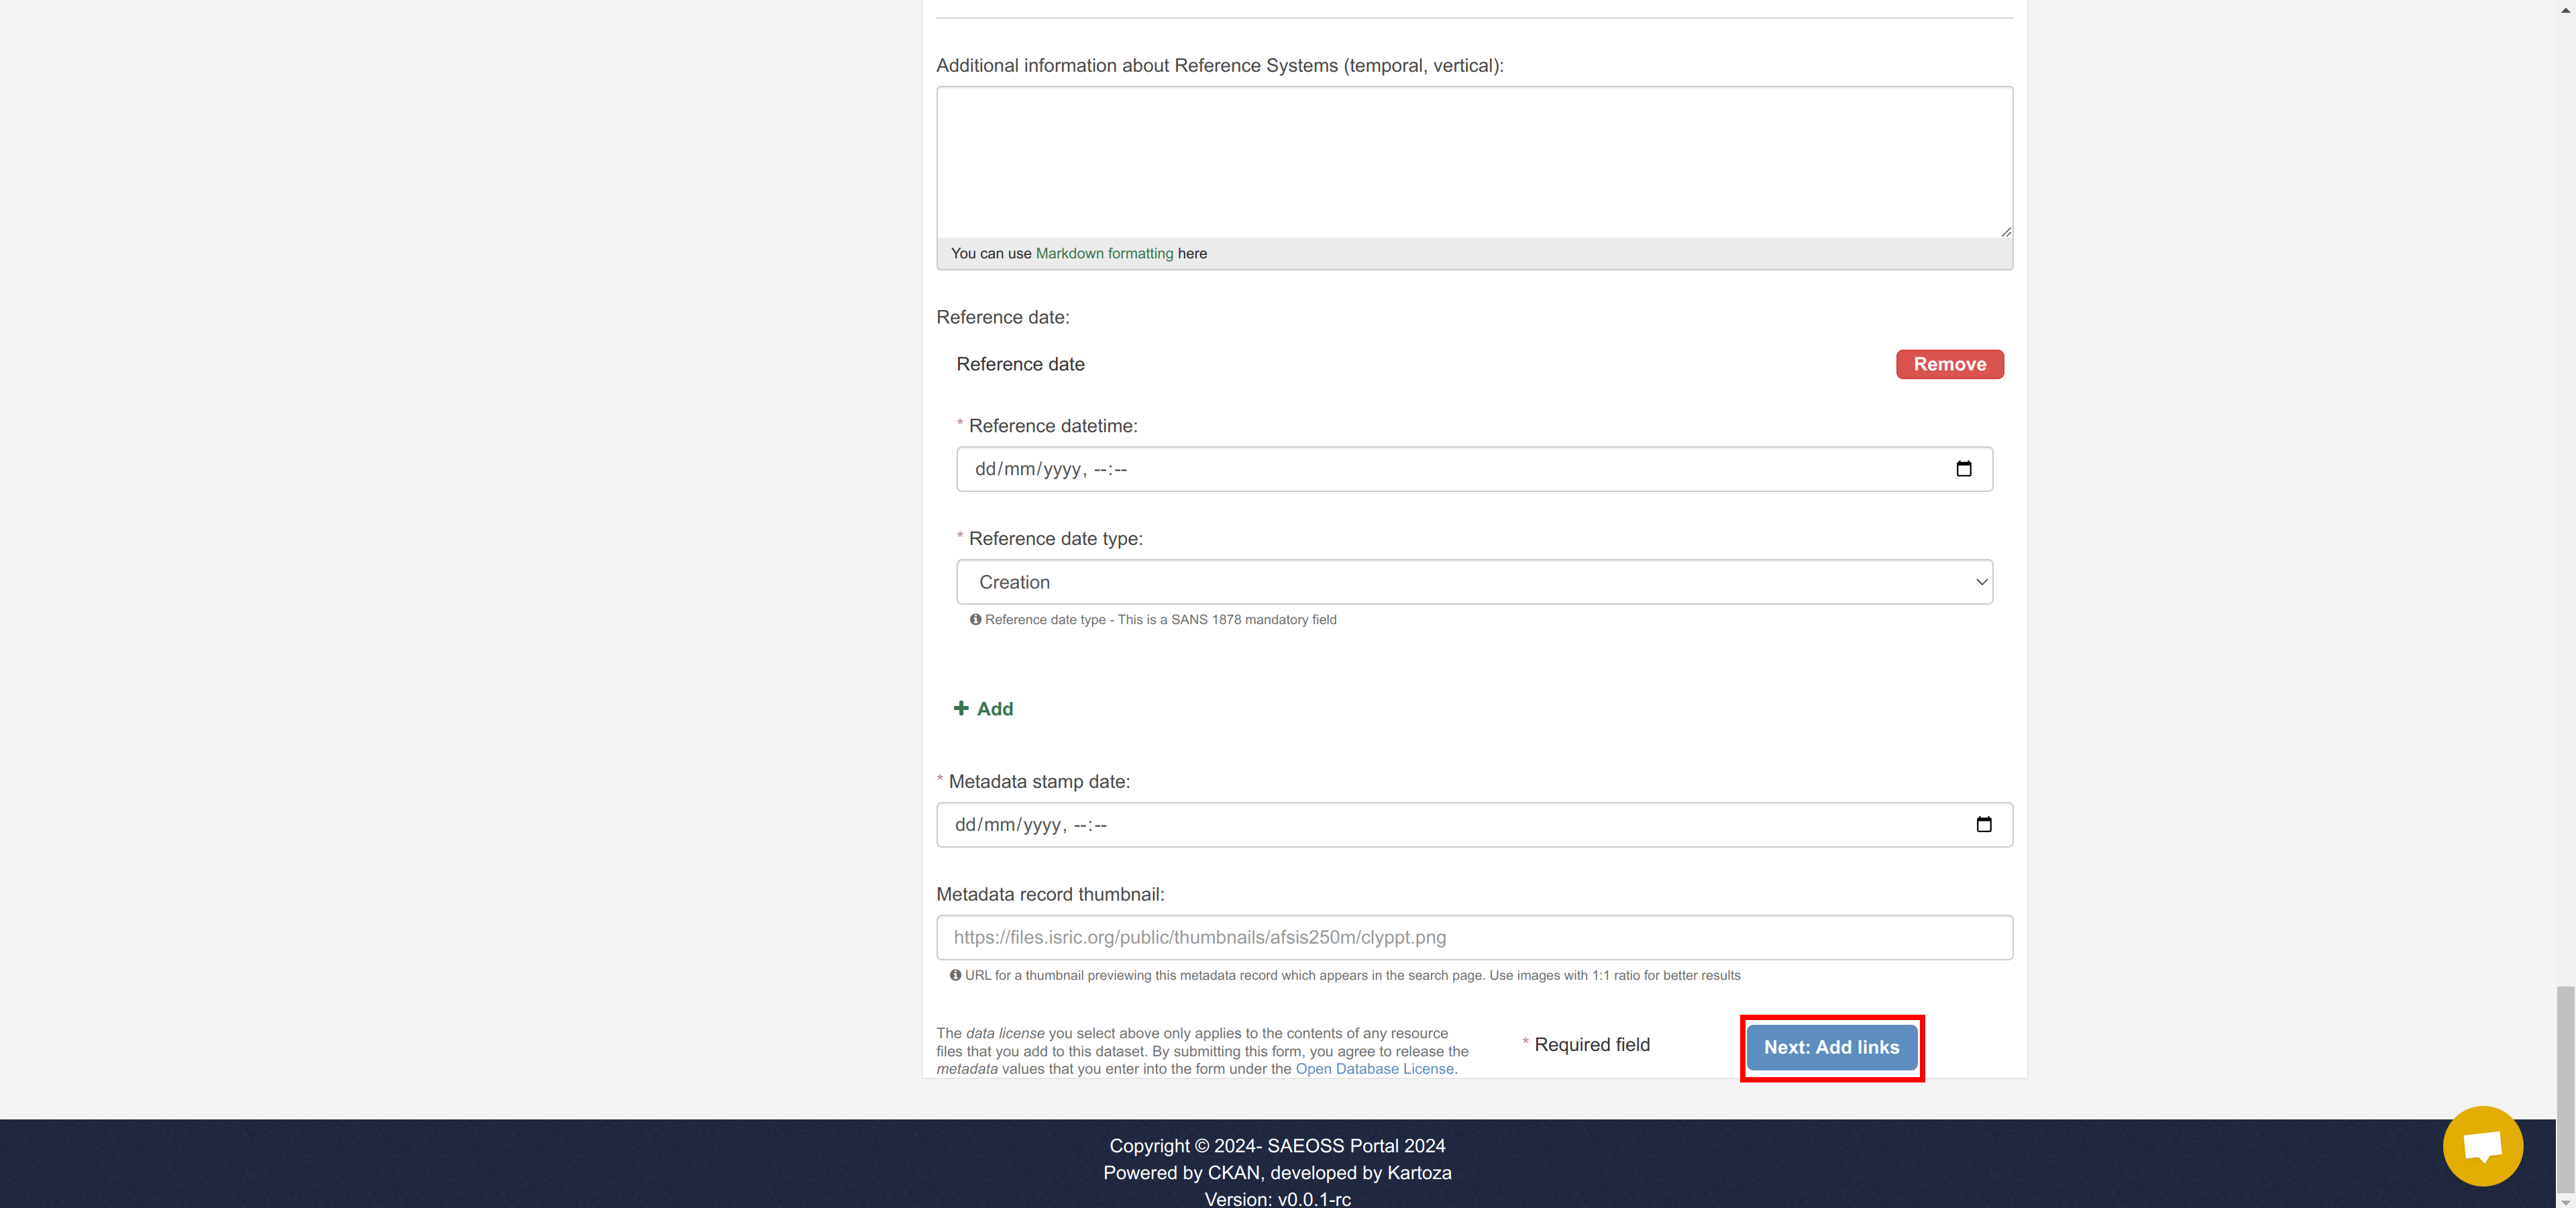 Additional information about Reference Systems (temporal, vertical):
You can use Markdown formatting here
Reference date:
Reference date
Remove
* Reference datetime:
dd/mm/yyyy, --:--
* Reference date type:
Creation
Reference date type - This is a SANS 1878 mandatory field
Add
* Metadata stamp date:
dd/mm/yyyy, --:--
Metadata record thumbnail:
https://files.isric.org/public/thumbnails/afsis250m/clyppt.png
URL for a thumbnail previewing this metadata record which appears in the search page. Use images with 1:1 ratio for better results
The data license you select above only applies to the contents of any resource
files that you add to this dataset. By submitting this form, you agree to release the
metadata values that you enter into the form under the Open Database License.
* Required field
Next: Add links
Copyright © 2024- SAEOSS Portal 2024
Powered by CKAN, developed by Kartoza
Version: v0.0.1-rc